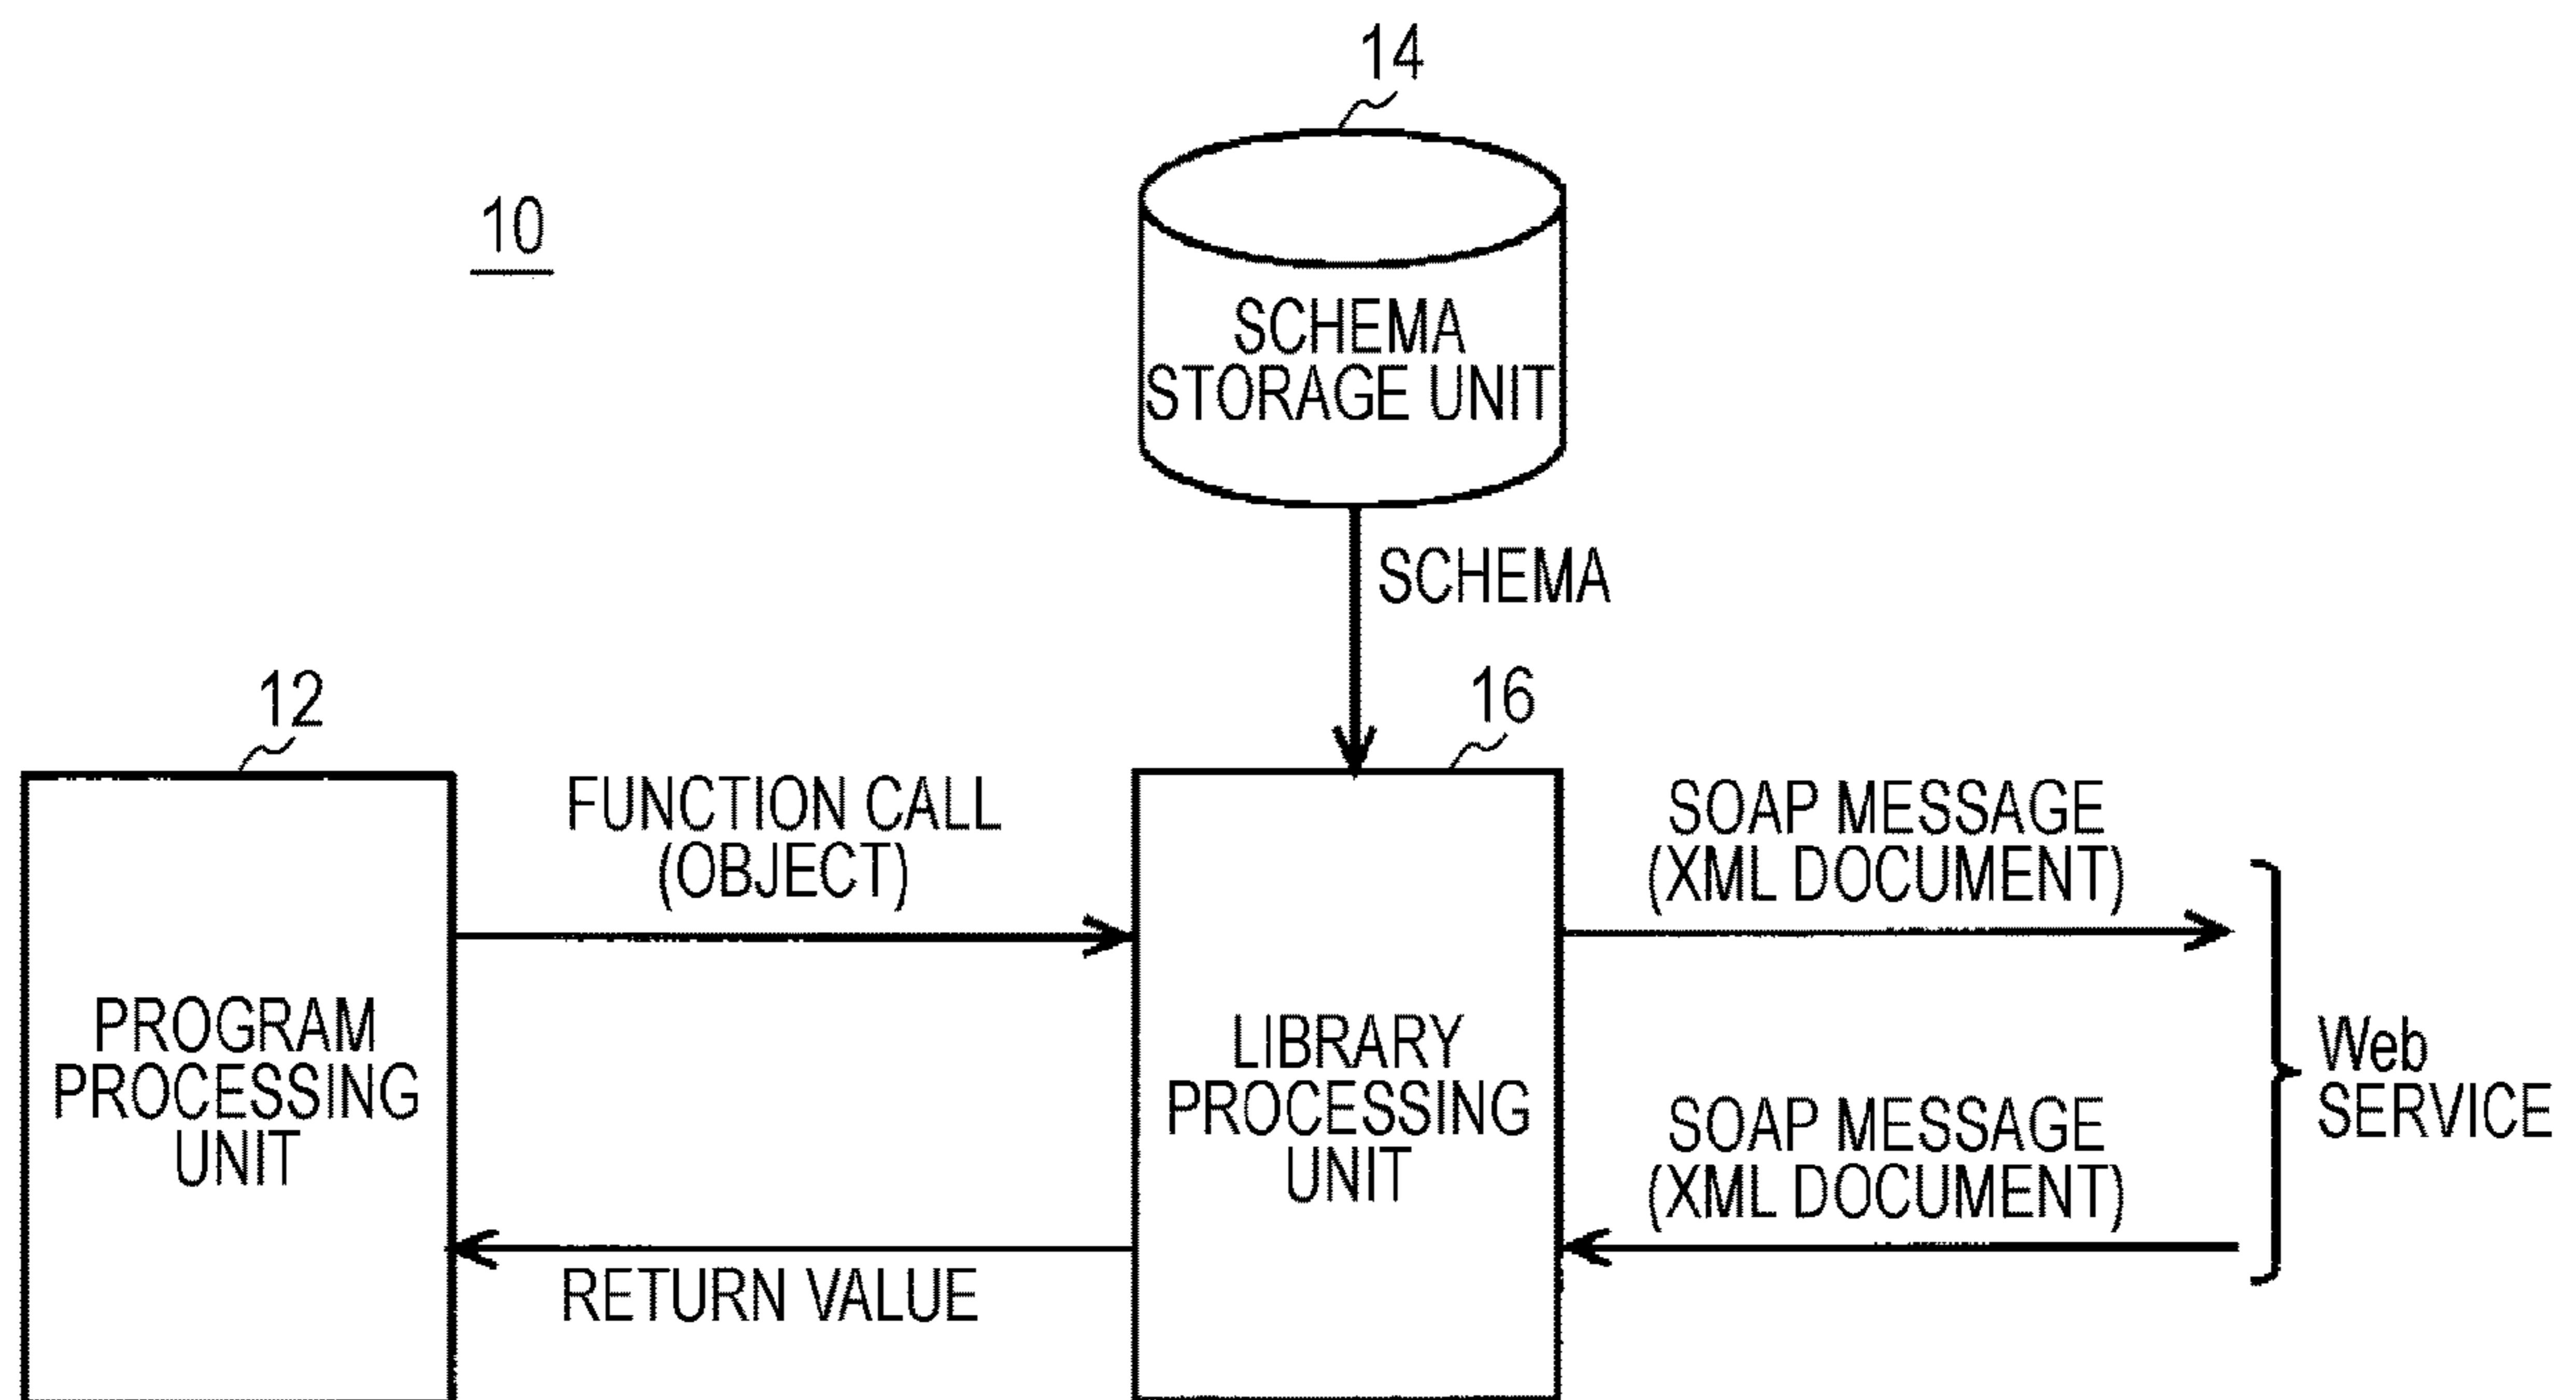 14
10
SCHEMA
STORAGE UNIT
SCHEMA
12
16
FUNCTION CALL
(OBJECT)
SOAP MESSAGE
(XML DOCUMENT)
PROGRAM
PROCESSING
UNIT
LIBRARY
PROCESSING
UNIT
Web
SERVICE
SOAP MESSAGE
(XML DOCUMENT)
RETURN VALUE